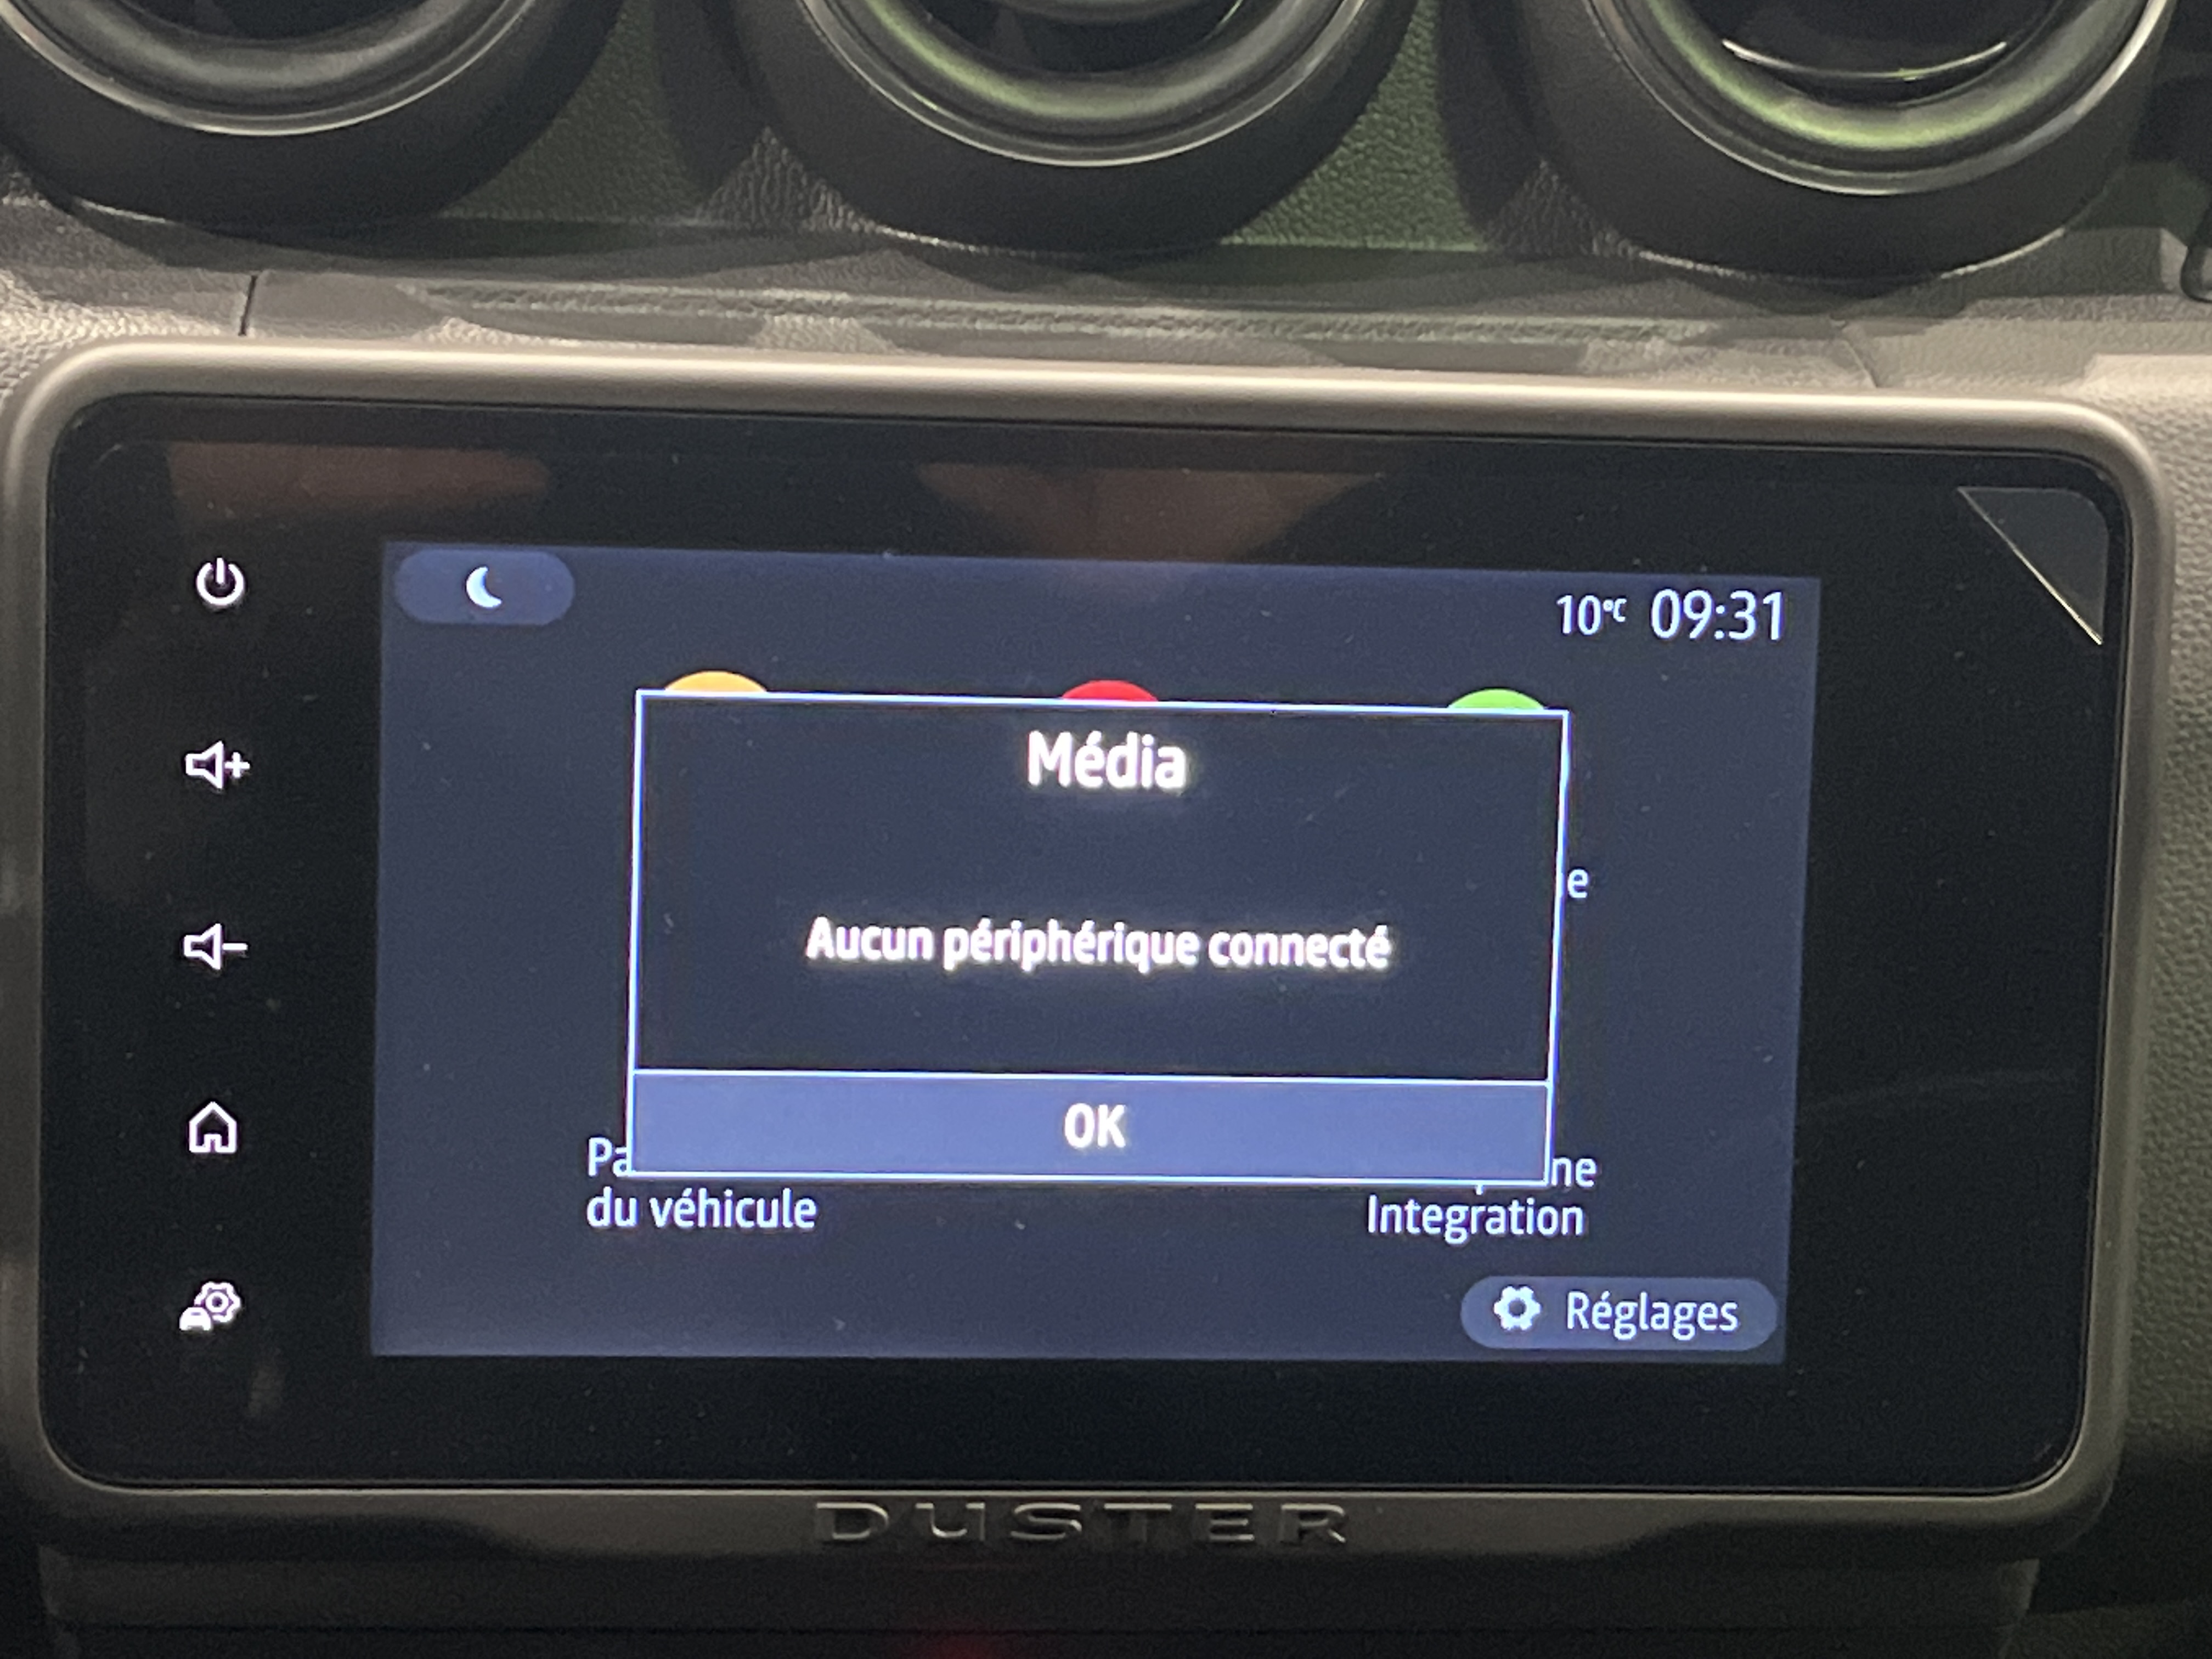 10°C 09:31
Média
Aucun périphérique connecté
OK
du véhicule
Integration
Réglages
DUSTER